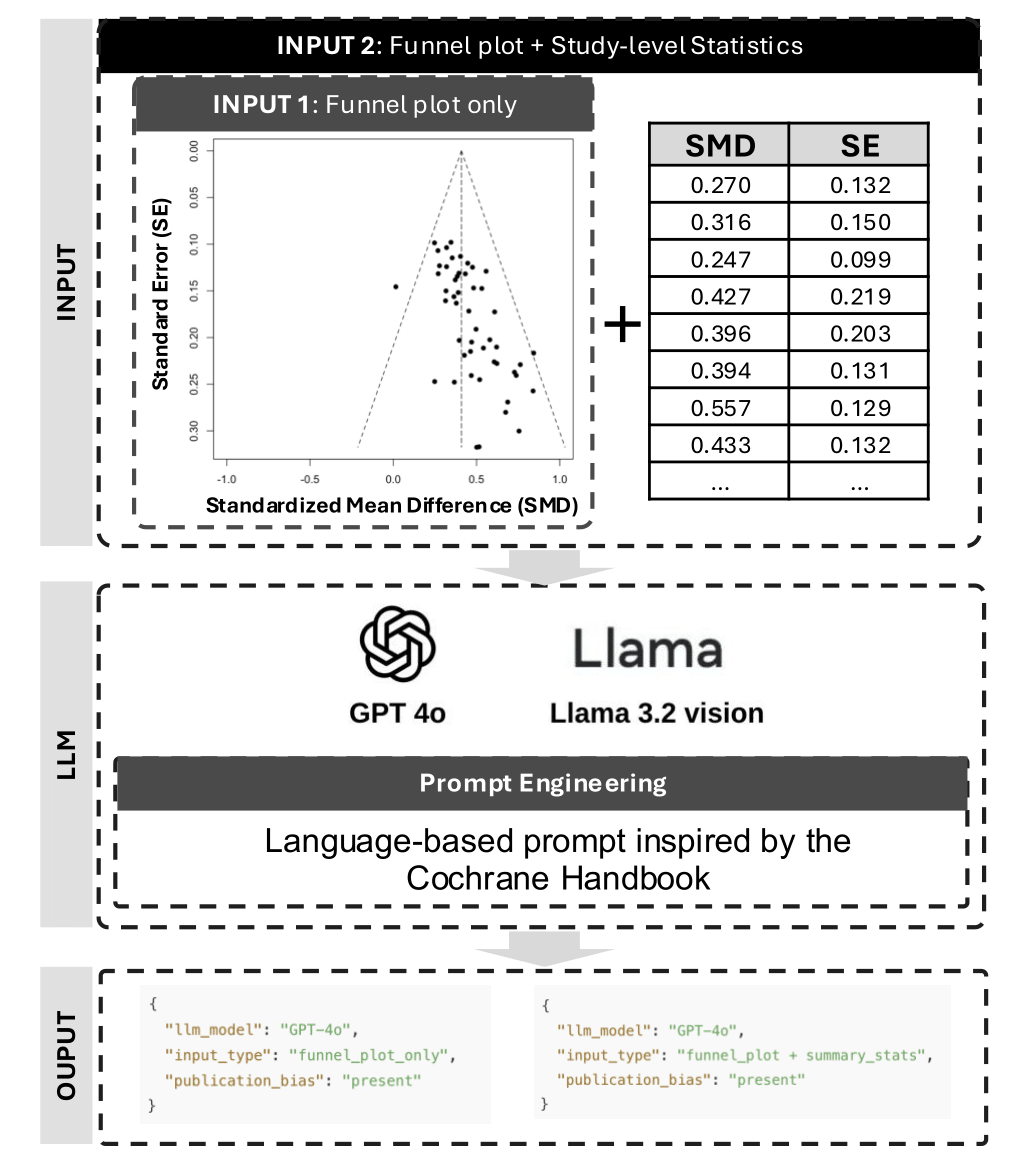 INPUT
INPUT 2: Funnel plot + Study-level Statistics
INPUT 1: Funnel plot only
Standard Error (SE)
0.00
0.05
0.10
0.15
0.20
0.25
0.30
-1.0 -0.5 0.0 0.5 1.0
Standardized Mean Difference (SMD)
+
SMD SE
0.270 0.132
0.316 0.150
0.247 0.099
0.427 0.219
0.396 0.203
0.394 0.131
0.557 0.129
0.433 0.132
... ...
LLM
Llama
GPT 4o Llama 3.2 vision
Prompt Engineering
Language-based prompt inspired by the
Cochrane Handbook
OUPUT
{
"llm_model": "GPT-4o",
"input_type": "funnel_plot_only",
"publication_bias": "present"
}
{
"llm_model": "GPT-4o",
"input_type": "funnel_plot + summary_stats",
"publication_bias": "present"
}